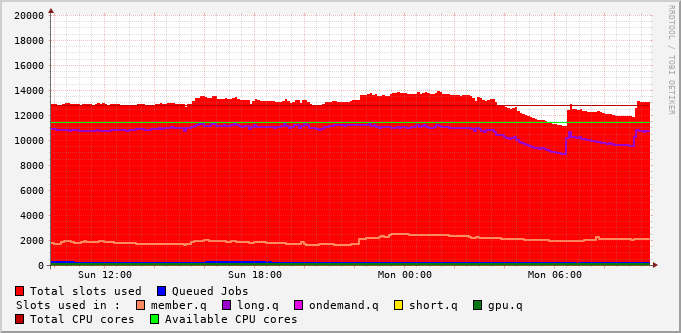 RRDTOOL / TOBI OETIKER
20000
18000
16000
14000
12000
10000
8000
6000
4000
2000
0
Sun 12:00 Sun 18:00 Mon 00:00 Mon 06:00
Total slots used Queued Jobs
Slots used in : member.q long.q ondemand.q short.q gpu.q
Total CPU cores Available CPU cores